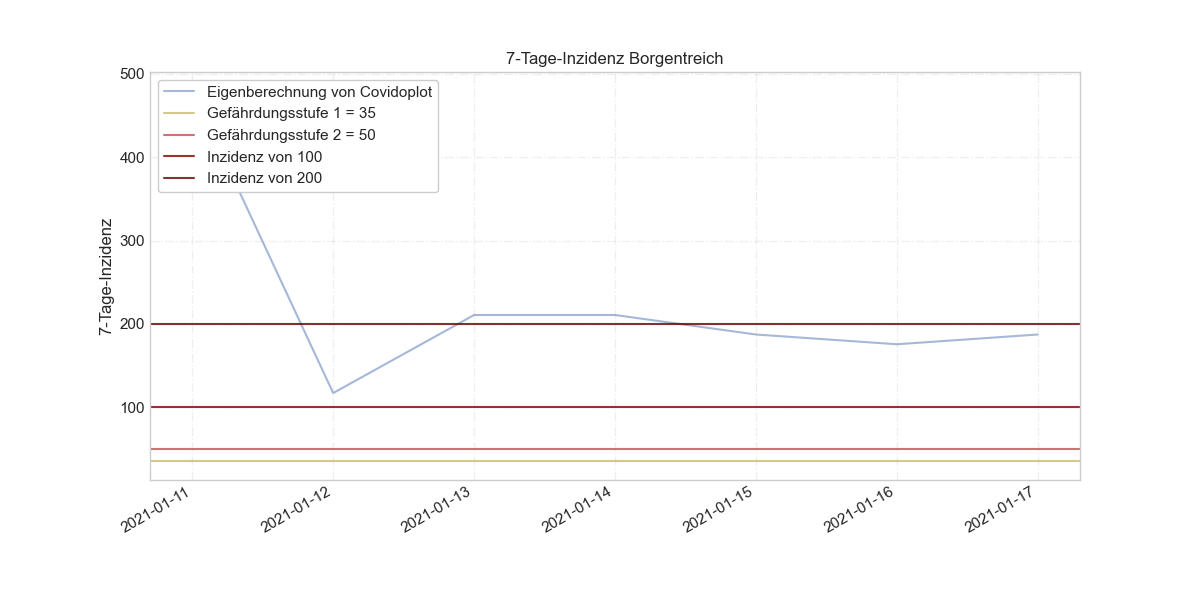 7-Tage-Inzidenz Borgentreich
500
400
300
200
100
7-Tage-Inzidenz
Eigenberechnung von Covidoplot
Gefährdungsstufe 1 = 35
Gefährdungsstufe 2 = 50
Inzidenz von 100
Inzidenz von 200
2021-01-11
2021-01-12
2021-01-13
2021-01-14
2021-01-15
2021-01-16
2021-01-17